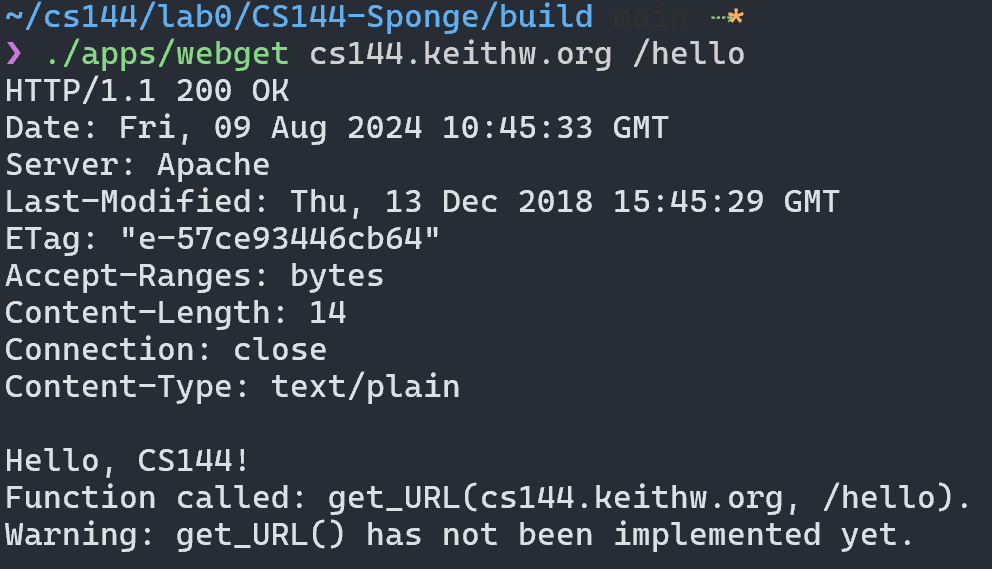 ~/cs144/lab0/CS144-Sponge/build main ⇢*
❯ ./apps/webget cs144.keithw.org /hello
HTTP/1.1 200 OK
Date: Fri, 09 Aug 2024 10:45:33 GMT
Server: Apache
Last-Modified: Thu, 13 Dec 2018 15:45:29 GMT
ETag: "e-57ce93446cb64"
Accept-Ranges: bytes
Content-Length: 14
Connection: close
Content-Type: text/plain

Hello, CS144!
Function called: get_URL(cs144.keithw.org, /hello).
Warning: get_URL() has not been implemented yet.